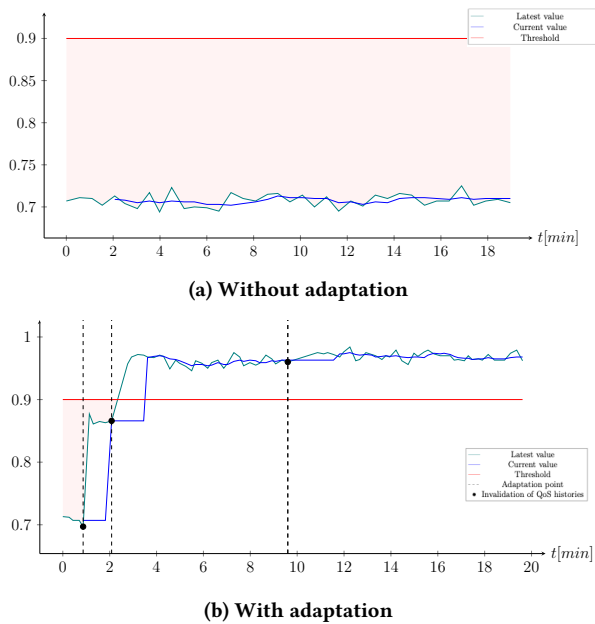 Latest value
Current value
Threshold
0.9
0.85
0.8
0.75
0.7
0 2 4 6 8 10 12 14 16 18
t[min]
(a) Without adaptation
1
0.9
0.8
0.7
Latest value
Current value
Threshold
Adaptation point
Invalidation of QoS histories
0 2 4 6 8 10 12 14 16 18 20
t[min]
(b) With adaptation